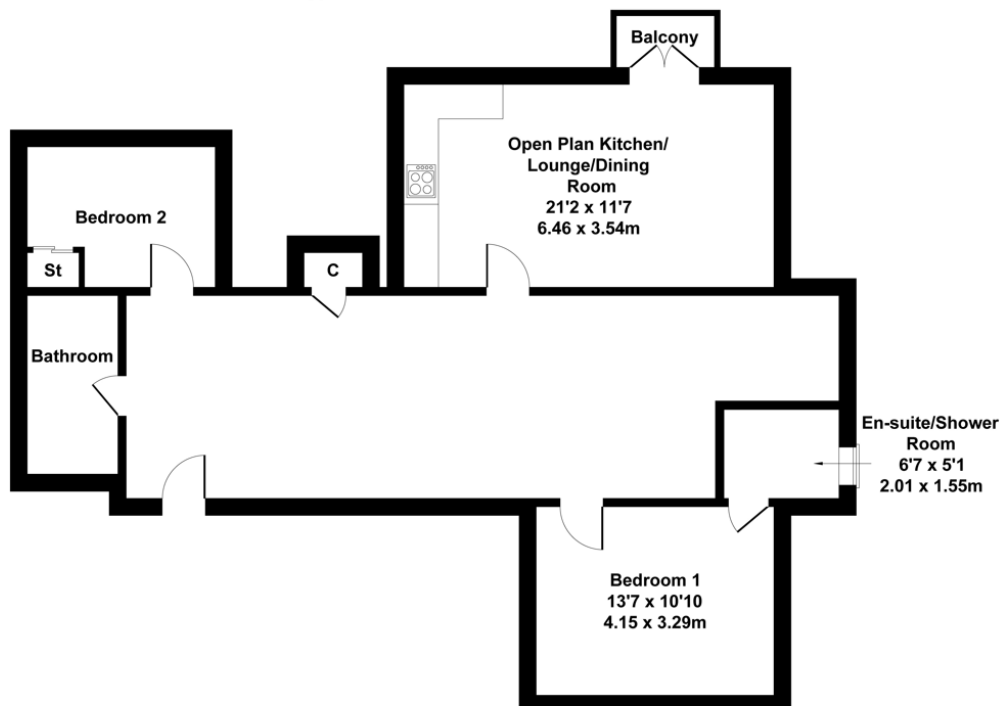 Balcony
Open Plan Kitchen/
Lounge/Dining
Room
21'2 x 11'7
6.46 x 3.54m
Bedroom 2
St
C
Bathroom
En-suite/Shower
Room
6'7 x 5'1
2.01 x 1.55m
Bedroom 1
13'7 x 10'10
4.15 x 3.29m